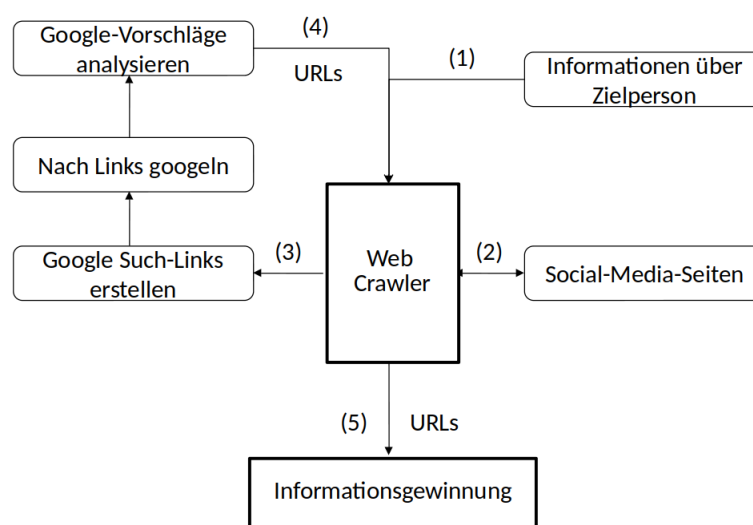 Google-Vorschläge
analysieren
(4)
URLs
(1)
Informationen über
Zielperson
Nach Links googeln
Google Such-Links
erstellen
(3)
Web
Crawler
(2)
Social-Media-Seiten
(5)
URLs
Informationsgewinnung